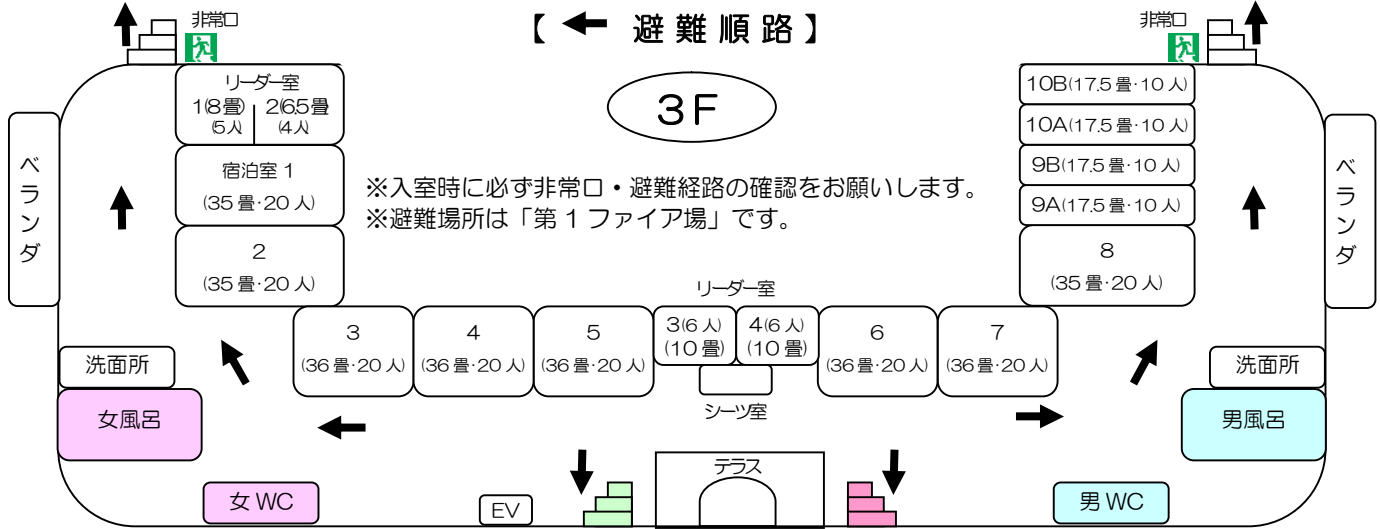 【 避難順路】
非常口
非常口
3F
リーダー室
1(8畳) 2(6.5畳)
(5人) (4人)
宿泊室 1
(35畳・20人)
2
(35畳・20人)
ベランダ
※入室時に必ず非常口・避難経路の確認をお願いします。
※避難場所は「第1ファイア場」です。
10B(17.5畳・10人)
10A(17.5畳・10人)
9B(17.5畳・10人)
9A(17.5畳・10人)
8
(35畳・20人)
ベランダ
3
(36畳・20人)
4
(36畳・20人)
5
(36畳・20人)
リーダー室
3(6人)
(10畳)
4(6人)
(10畳)
6
(36畳・20人)
7
(36畳・20人)
シーツ室
洗面所
女風呂
女WC
EV
テラス
洗面所
男風呂
男WC